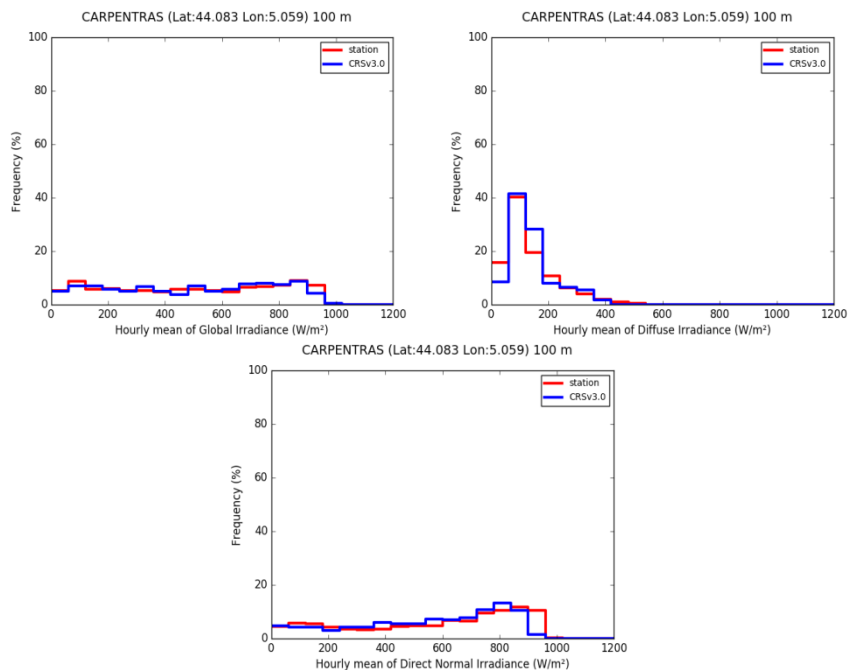 CARPENTRAS (Lat:44.083 Lon:5.059) 100 m
100
80
60
40
20
0
Frequency (%)
station
CRSv3.0
0 200 400 600 800 1000 1200
Hourly mean of Global Irradiance (W/m²)
CARPENTRAS (Lat:44.083 Lon:5.059) 100 m
100
80
60
40
20
0
Frequency (%)
station
CRSv3.0
0 200 400 600 800 1000 1200
Hourly mean of Diffuse Irradiance (W/m²)
CARPENTRAS (Lat:44.083 Lon:5.059) 100 m
100
80
60
40
20
0
Frequency (%)
station
CRSv3.0
0 200 400 600 800 1000 1200
Hourly mean of Direct Normal Irradiance (W/m²)